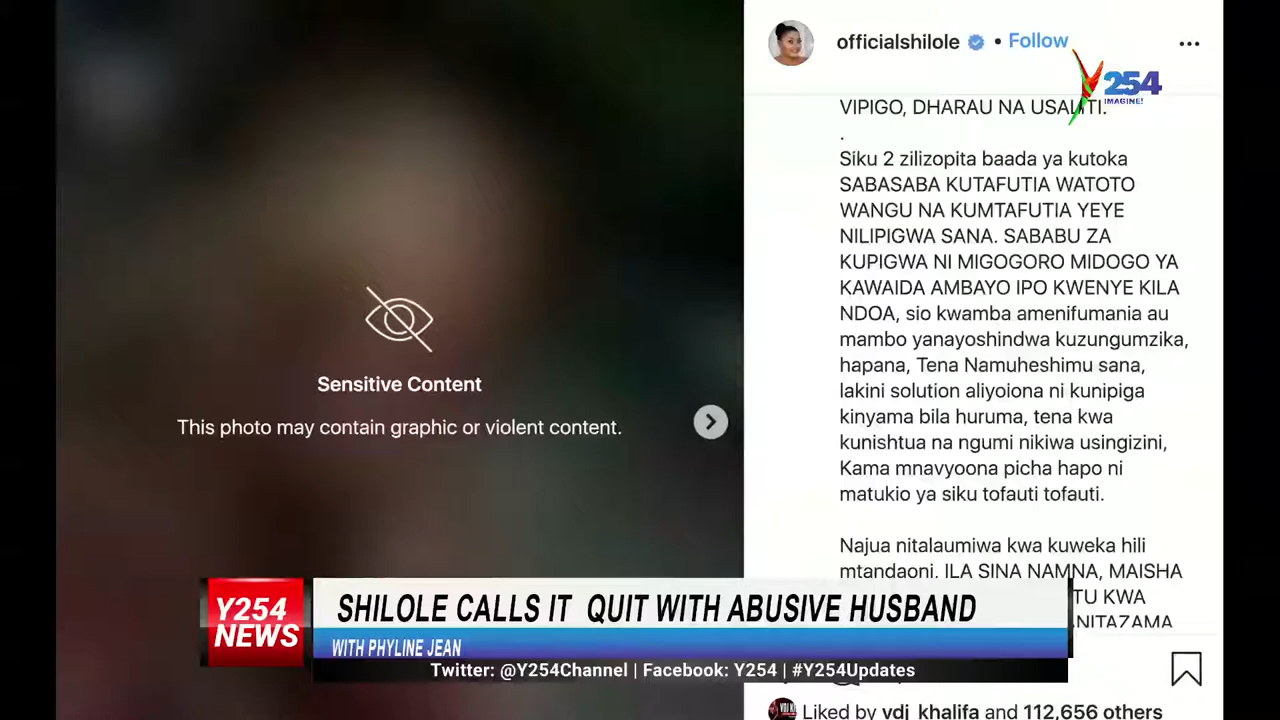 officialshilole • Follow
Y254
IMAGINE!
VIPIGO, DHARAU NA USALITI.
.
Siku 2 zilizopita baada ya kutoka
SABASABA KUTAFUTIA WATOTO
WANGU NA KUMTAFUTIA YEYE
NILIPIGWA SANA. SABABU ZA
KUPIGWA NI MIGOGORO MIDOGO YA
KAWAIDA AMBAYO IPO KWENYE KILA
NDOA, sio kwamba amenifumania au
mambo yanayoshindwa kuzungumzika,
hapana, Tena Namuheshimu sana,
lakini solution aliyoiona ni kunipiga
kinyama bila huruma, tena kwa
kunishtua na ngumi nikiwa usingizini,
Kama mnavyoona picha hapo ni
matukio ya siku tofauti tofauti.
Najua nitalaumiwa kwa kuweka hili
mtandaoni, ILA SINA NAMNA, MAISHA
TU KWA
Sensitive Content
This photo may contain graphic or violent content.
Y254
NEWS
SHILOLE CALLS IT QUIT WITH ABUSIVE HUSBAND
WITH PHYLINE JEAN
Twitter: @Y254Channel | Facebook: Y254 | #Y254Updates
Liked by vdj_khalifa and 112,656 others